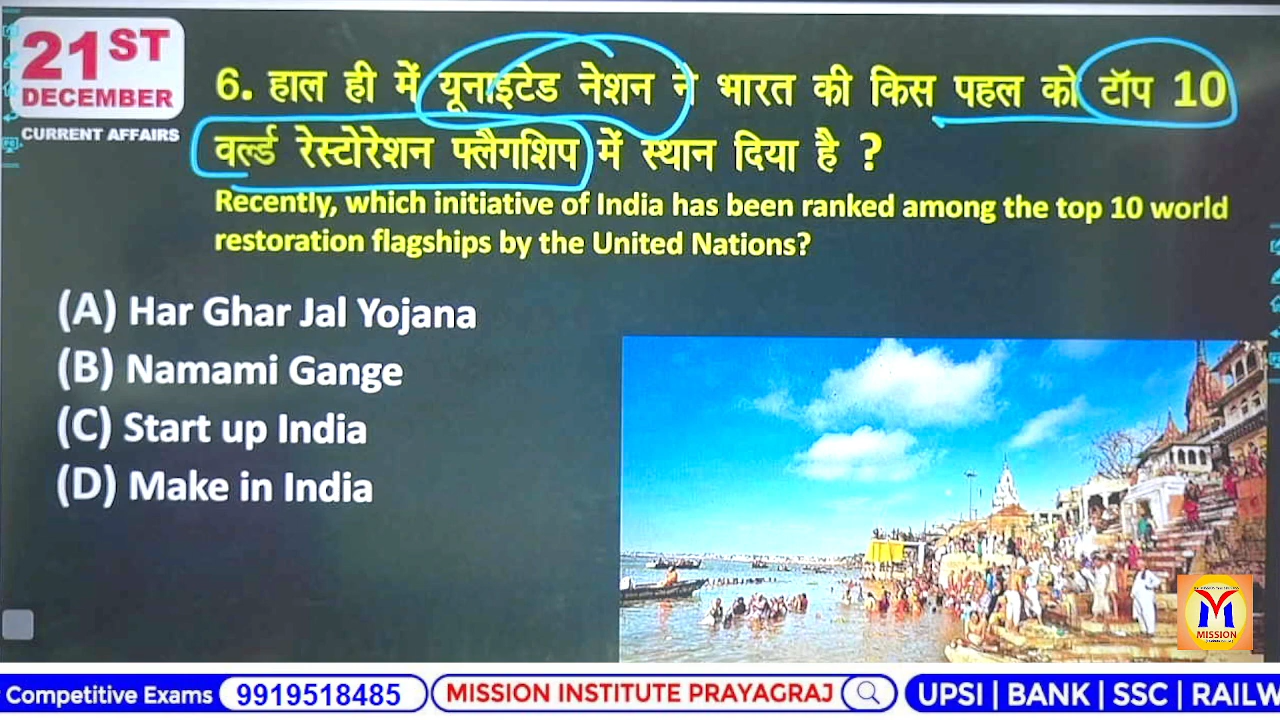 21ST
DECEMBER
CURRENT AFFAIRS
6. हाल ही में यूनाइटेड नेशन ने भारत की किस पहल को टॉप 10
वर्ल्ड रेस्टोरेशन फ्लैगशिप में स्थान दिया है ?
Recently, which initiative of India has been ranked among the top 10 world
restoration flagships by the United Nations?
(A) Har Ghar Jal Yojana
(B) Namami Gange
(C) Start up India
(D) Make in India
MISSION
Competitive Exams 9919518485 MISSION INSTITUTE PRAYAGRAJ UPSI | BANK | SSC | RAILW